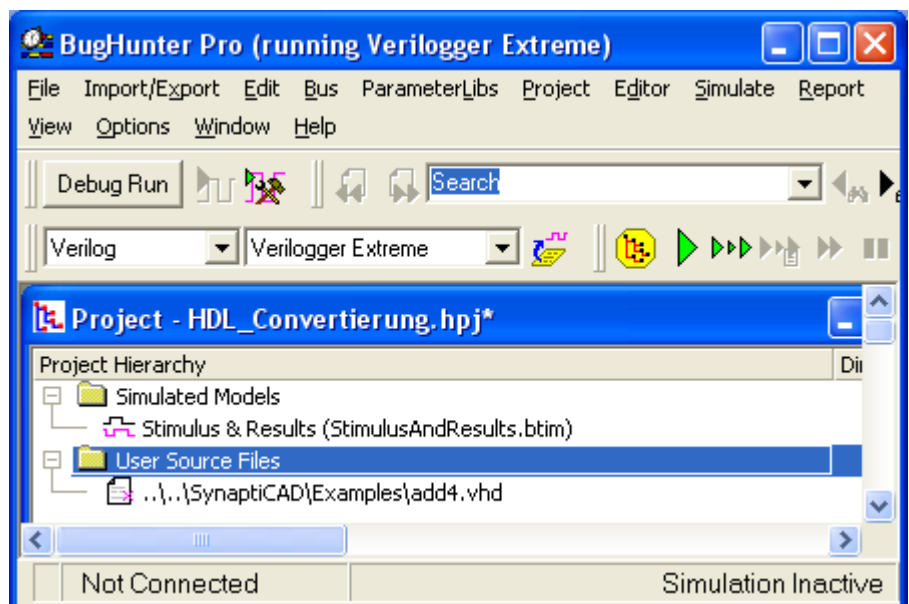 BugHunter Pro (running Verilogger Extreme)
File Import/Export Edit Bus ParameterLibs Project Editor Simulate Report
View Options Window Help
Debug Run Search
Verilog Verilogger Extreme
Project - HDL_Convertierung.hpj*
Project Hierarchy Dir
Simulated Models
Stimulus & Results (StimulusAndResults.btim)
User Source Files
..\..\SynaptiCAD\Examples\add4.vhd
Not Connected Simulation Inactive